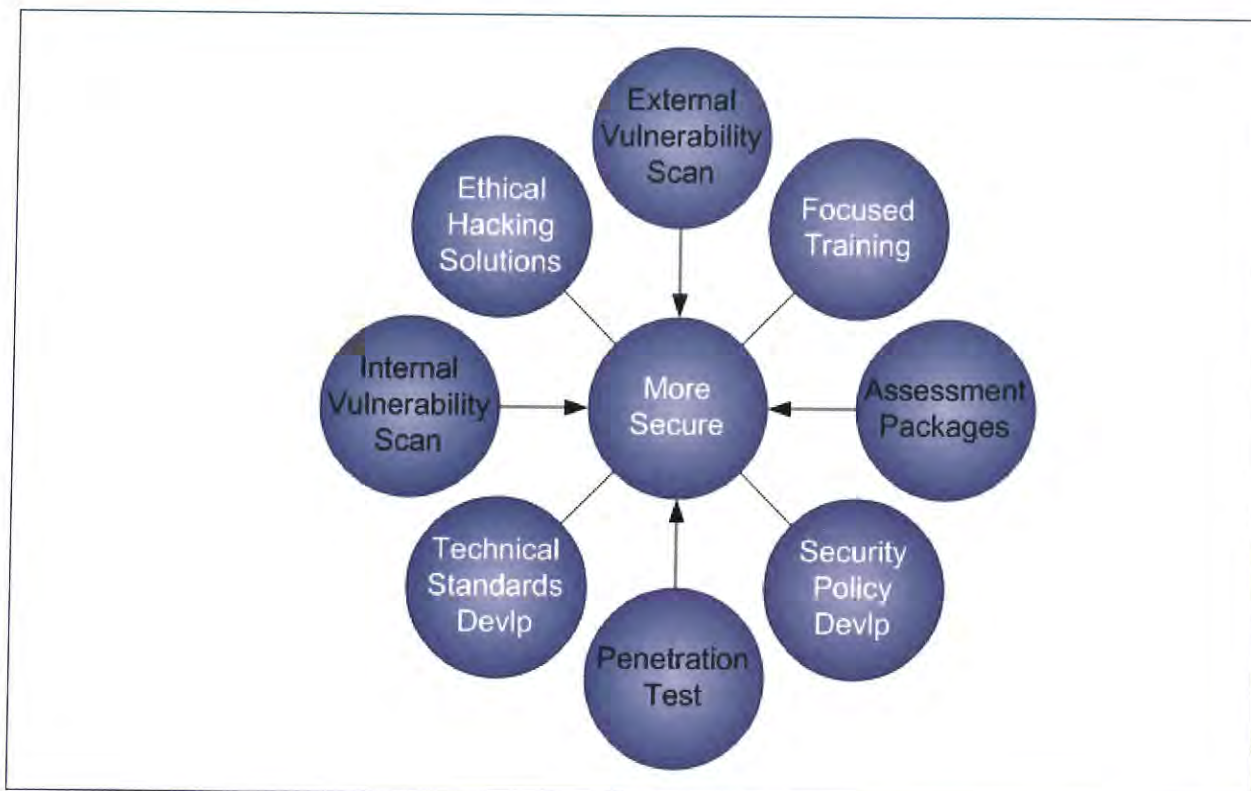 External
Vulnerability
Scan
Ethical
Hacking
Solutions
Focused
Training
Internal
Vulnerability
Scan
More
Secure
Assessment
Packages
Technical
Standards
Devlp
Security
Policy
Devlp
Penetration
Test